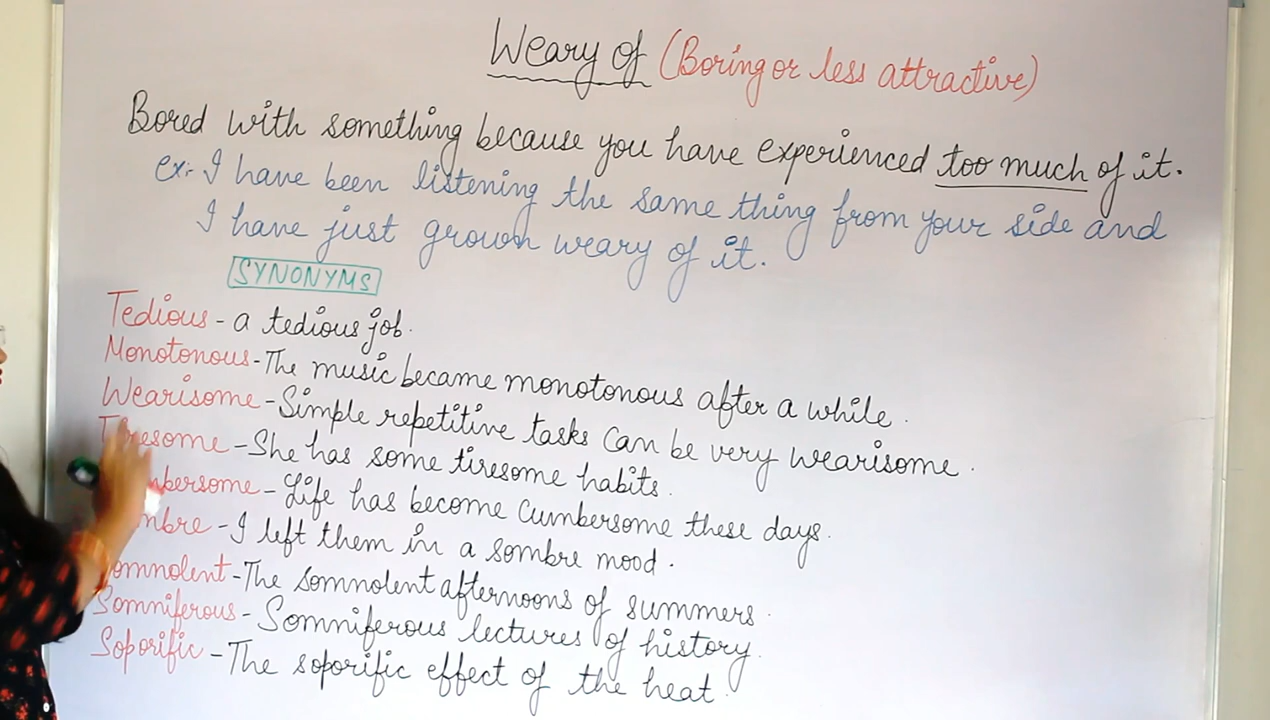 Weary of (Boring or less attractive)
Bored with something because you have experienced too much of it.
ex:- I have been listening the same thing from your side and
I have just grown weary of it.
SYNONYMS
Tedious - a tedious job.
Monotonous - The music became monotonous after a while.
Wearisome - Simple repetitive tasks can be very wearisome.
Tiresome - She has some tiresome habits.
mbersome - Life has become cumbersome these days.
mbre - I left them in a sombre mood.
omnolent - The somnolent afternoons of summers.
Somniferous - Somniferous lectures of history.
Soporific - The soporific effect of the heat.